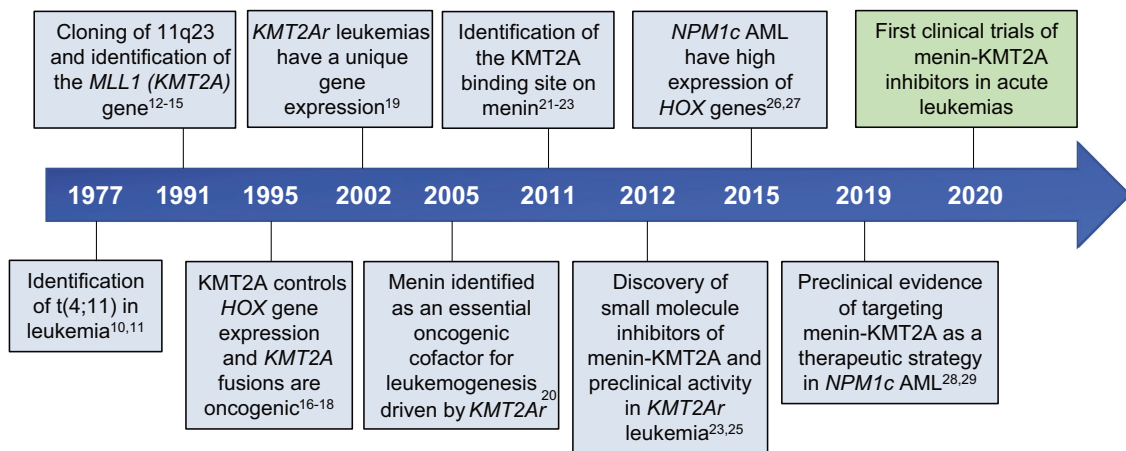 Cloning of 11q23
and identification of
the MLL1 (KMT2A)
gene12-15
KMT2Ar leukemias
have a unique
gene
expression19
Identification of
the KMT2A
binding site on
menin21-23
NPM1c AML
have high
expression of
HOX genes26,27
First clinical trials of
menin-KMT2A
inhibitors in acute
leukemias
1977 1991 1995 2002 2005 2011 2012 2015 2019 2020
Identification
of t(4;11) in
leukemia10,11
KMT2A controls
HOX gene
expression
and KMT2A
fusions are
oncogenic16-18
Menin identified
as an essential
oncogenic
cofactor for
leukemogenesis
driven by KMT2Ar20
Discovery of
small molecule
inhibitors of
menin-KMT2A and
preclinical activity
in KMT2Ar
leukemia23,25
Preclinical evidence
of targeting
menin-KMT2A as a
therapeutic strategy
in NPM1c AML28,29